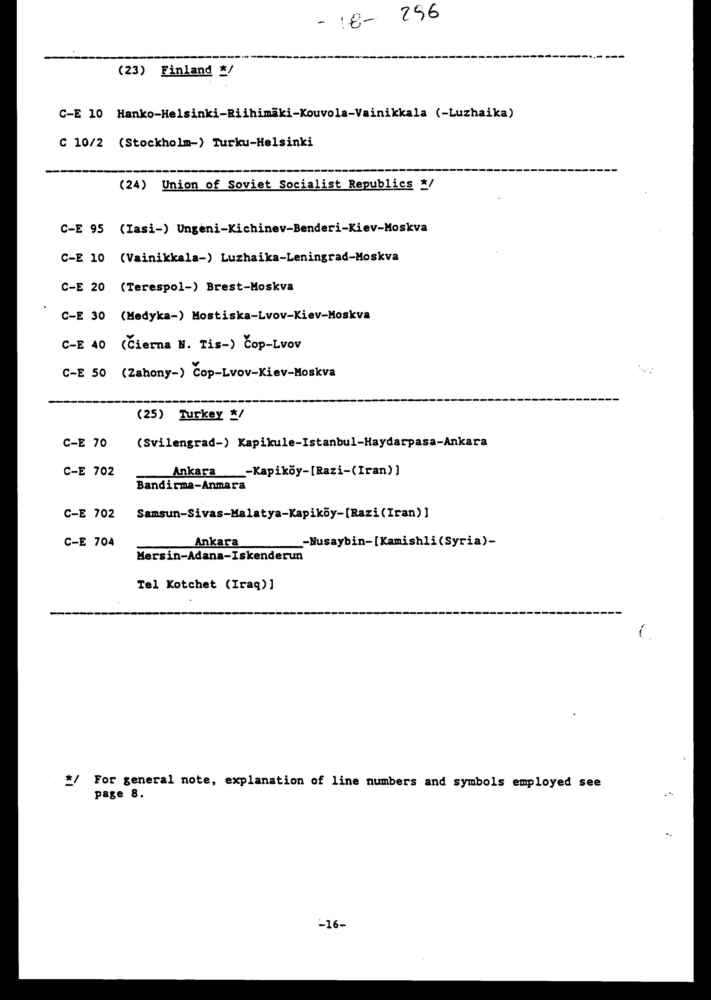 - 18 - 296
(23) Finland */
C-E 10 Hanko-Helsinki-Riihimäki-Kouvola-Vainikkala (-Luzhaika)
C 10/2 (Stockholm-) Turku-Helsinki
(24) Union of Soviet Socialist Republics */
C-E 95 (Iasi-) Ungeni-Kichinev-Benderi-Kiev-Moskva
C-E 10 (Vainikkala-) Luzhaika-Leningrad-Moskva
C-E 20 (Terespol-) Brest-Moskva
C-E 30 (Medyka-) Mostiska-Lvov-Kiev-Moskva
C-E 40 (Čierna N. Tis-) Čop-Lvov
C-E 50 (Zahony-) Čop-Lvov-Kiev-Moskva
(25) Turkey */
C-E 70 (Svilengrad-) Kapikule-Istanbul-Haydarpasa-Ankara
C-E 702 Ankara -Kapiköy-[Razi-(Iran)]
Bandirma-Anmara
C-E 702 Samsun-Sivas-Malatya-Kapiköy-[Razi(Iran)]
C-E 704 Ankara -Nusaybin-[Kamishli(Syria)-
Mersin-Adana-Iskenderun
Tel Kotchet (Iraq)]
*/ For general note, explanation of line numbers and symbols employed see
page 8.
-16-